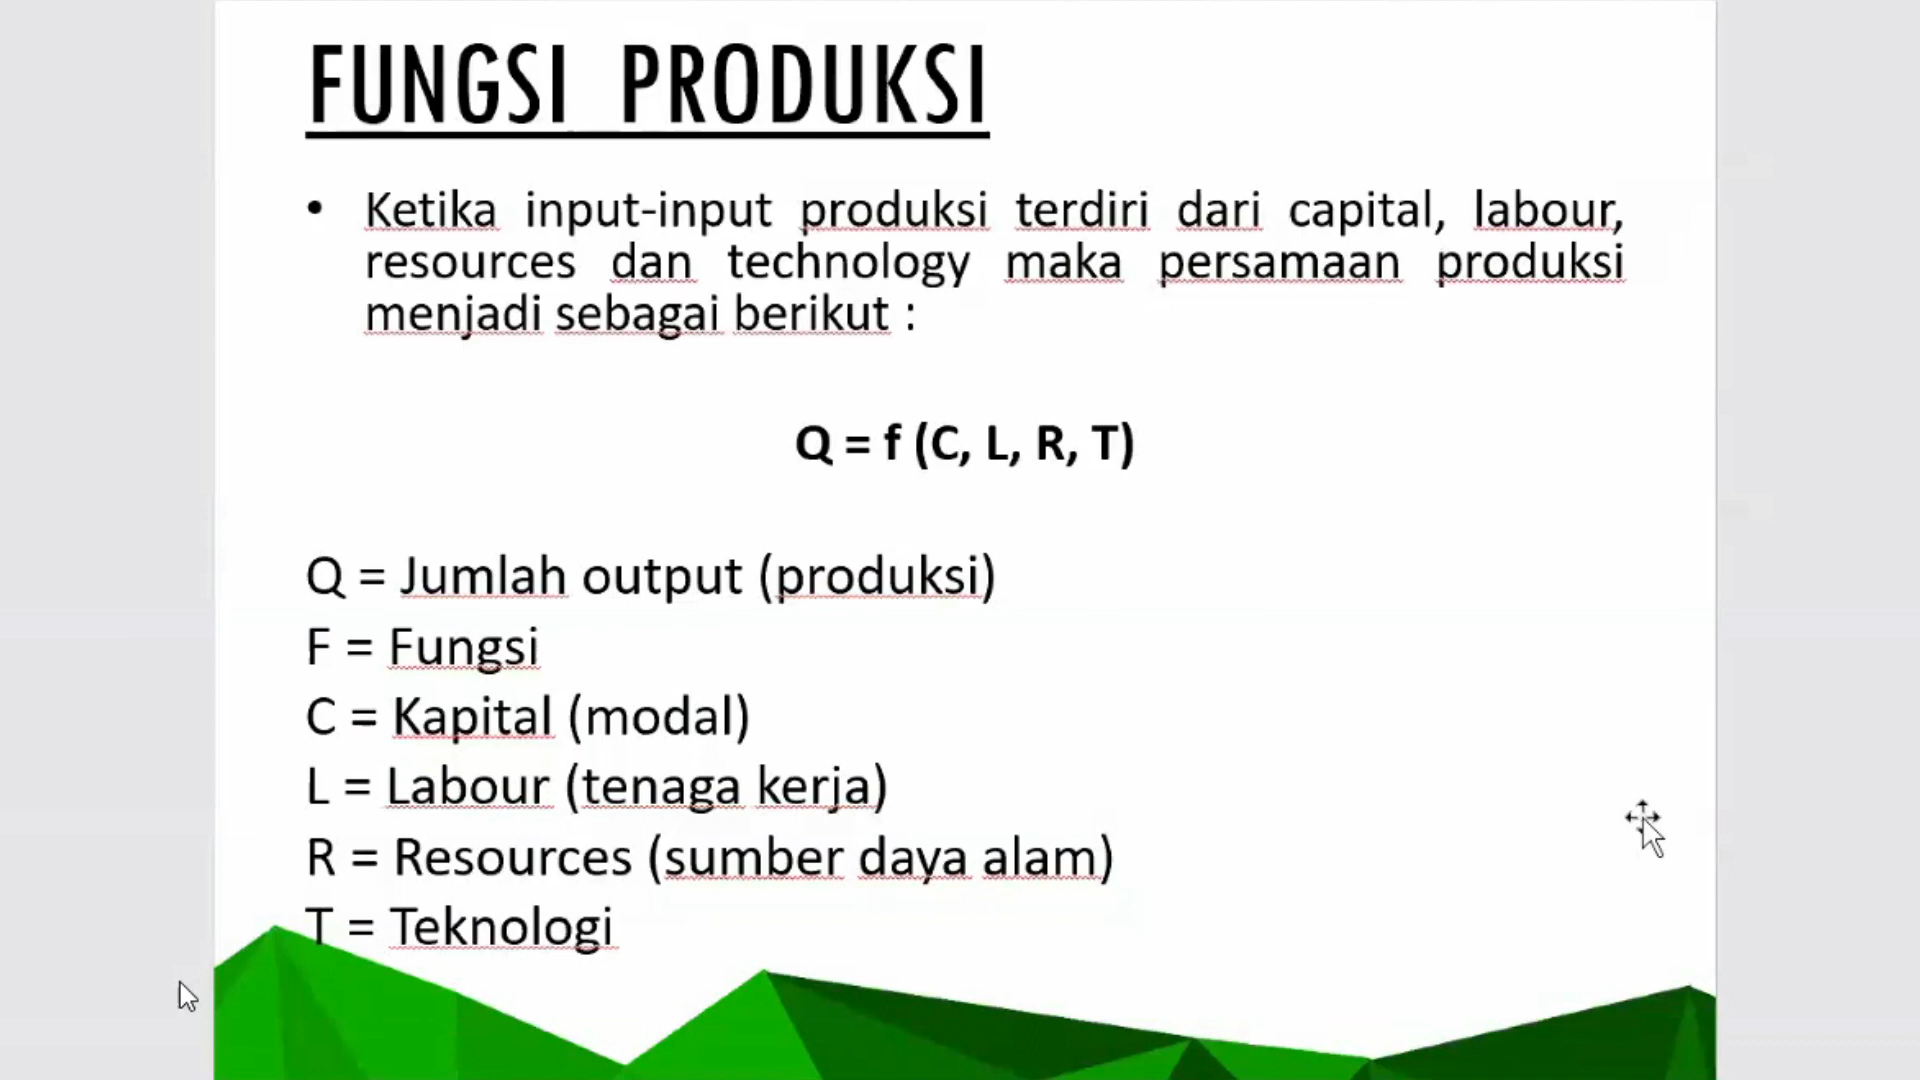 FUNGSI PRODUKSI
• Ketika input-input produksi terdiri dari capital, labour,
resources dan technology maka persamaan produksi
menjadi sebagai berikut :
Q = f (C, L, R, T)
Q = Jumlah output (produksi)
F = Fungsi
C = Kapital (modal)
L = Labour (tenaga kerja)
R = Resources (sumber daya alam)
T = Teknologi